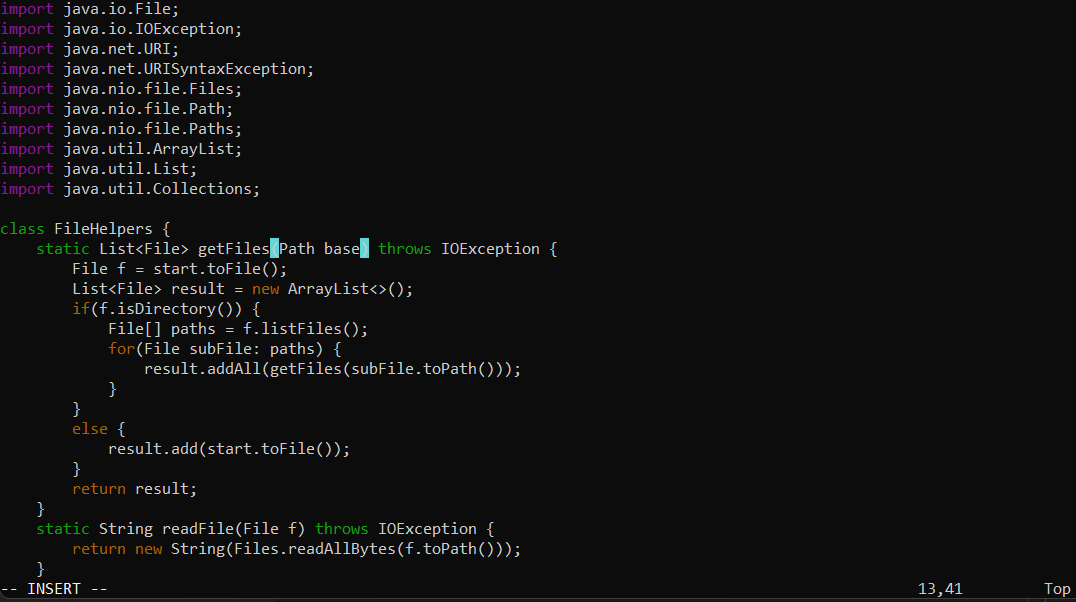 import java.io.File;
import java.io.IOException;
import java.net.URI;
import java.net.URISyntaxException;
import java.nio.file.Files;
import java.nio.file.Path;
import java.nio.file.Paths;
import java.util.ArrayList;
import java.util.List;
import java.util.Collections;

class FileHelpers {
    static List<File> getFiles(Path base) throws IOException {
        File f = start.toFile();
        List<File> result = new ArrayList<>();
        if(f.isDirectory()) {
            File[] paths = f.listFiles();
            for(File subFile: paths) {
                result.addAll(getFiles(subFile.toPath()));
            }
        }
        else {
            result.add(start.toFile());
        }
        return result;
    }
    static String readFile(File f) throws IOException {
        return new String(Files.readAllBytes(f.toPath()));
    }
-- INSERT -- 13,41 Top